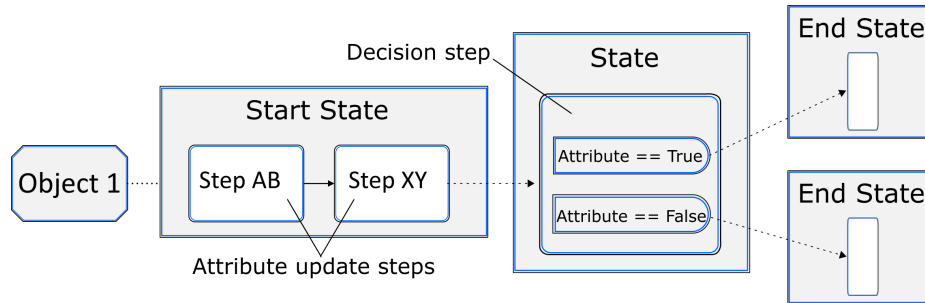 Object 1
Start State
Step AB
Step XY
Attribute update steps
Decision step
State
Attribute == True
Attribute == False
End State
End State